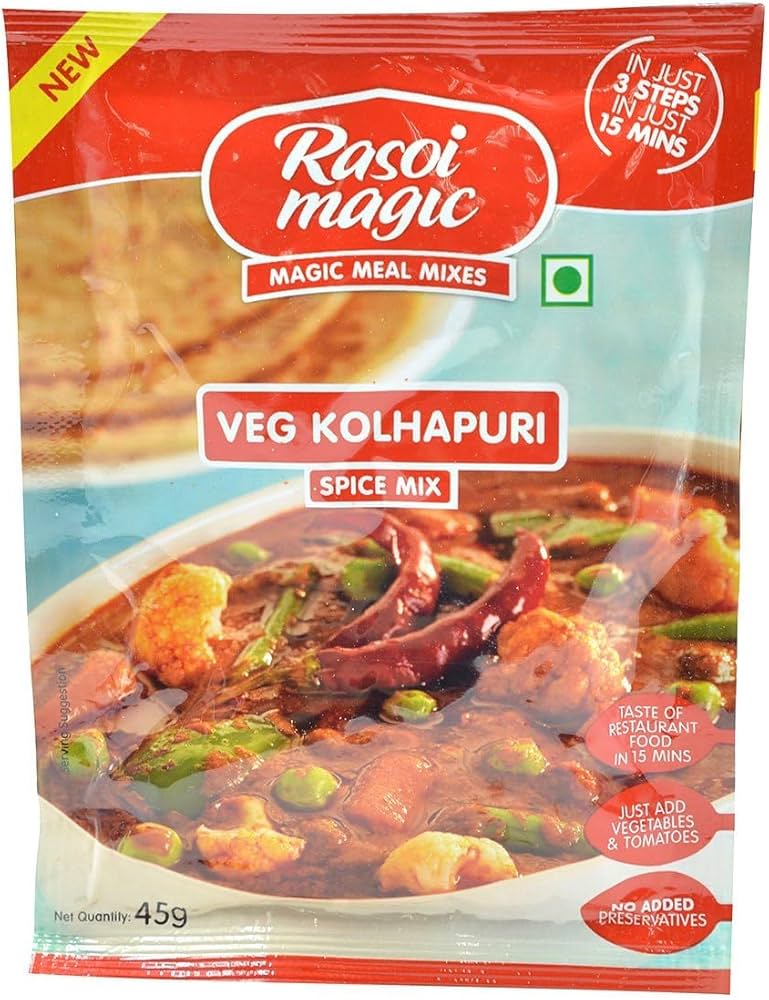 NEW
IN JUST
3 STEPS
IN JUST
15 MINS
Rasoi
magic
MAGIC MEAL MIXES
VEG KOLHAPURI
SPICE MIX
TASTE OF
RESTAURANT
FOOD
IN 15 MINS
JUST ADD
VEGETABLES
& TOMATOES
NO ADDED
PRESERVATIVES
Serving Suggestion
Net Quantity: 45g